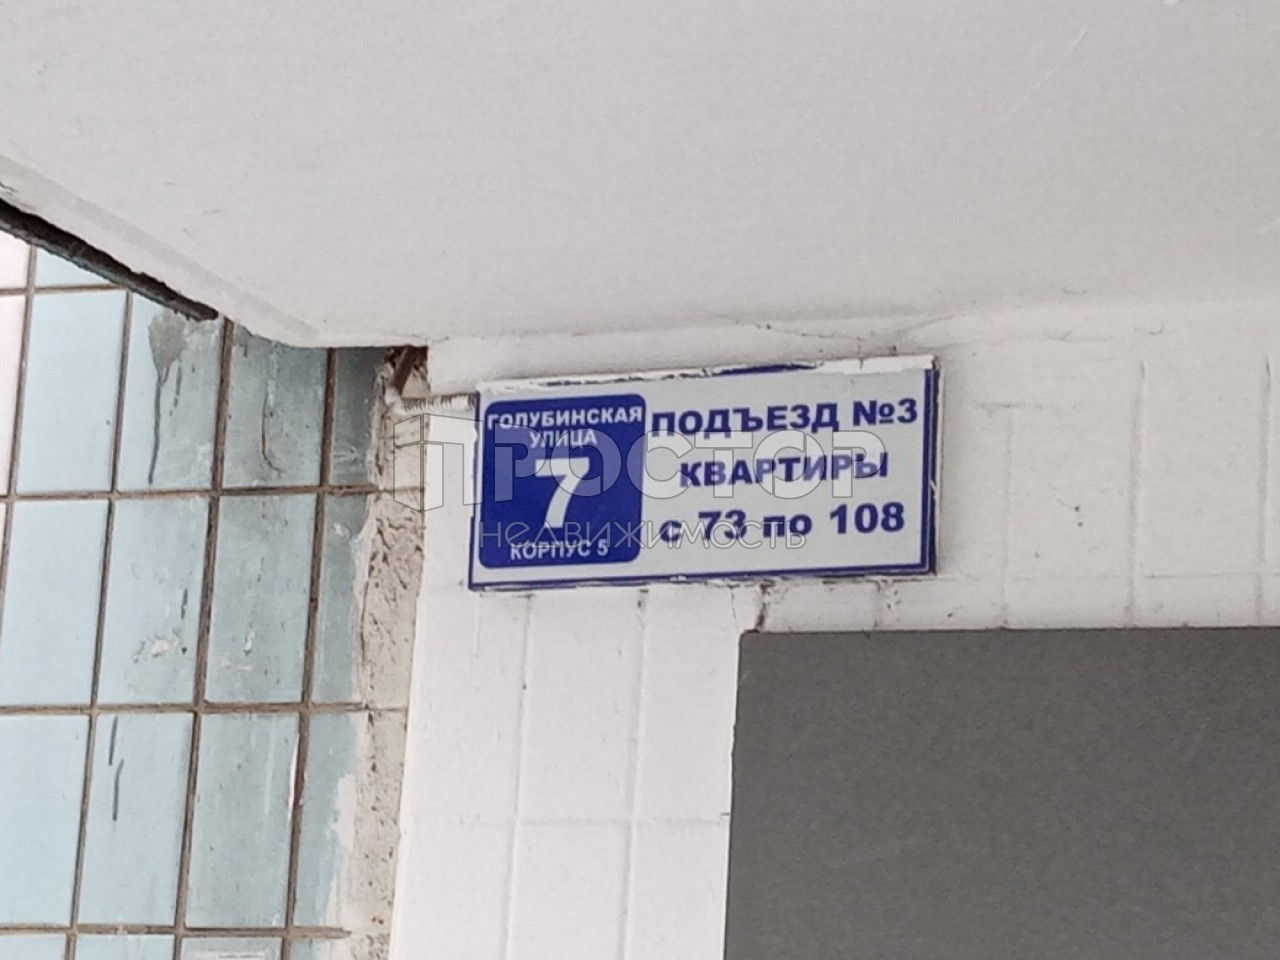 ГОЛУБИНСКАЯ
УЛИЦА
7
КОРПУС 5
ПОДЪЕЗД №3
КВАРТИРЫ
с 73 по 108
ПРОСТОР
НЕДВИЖИМОСТЬ